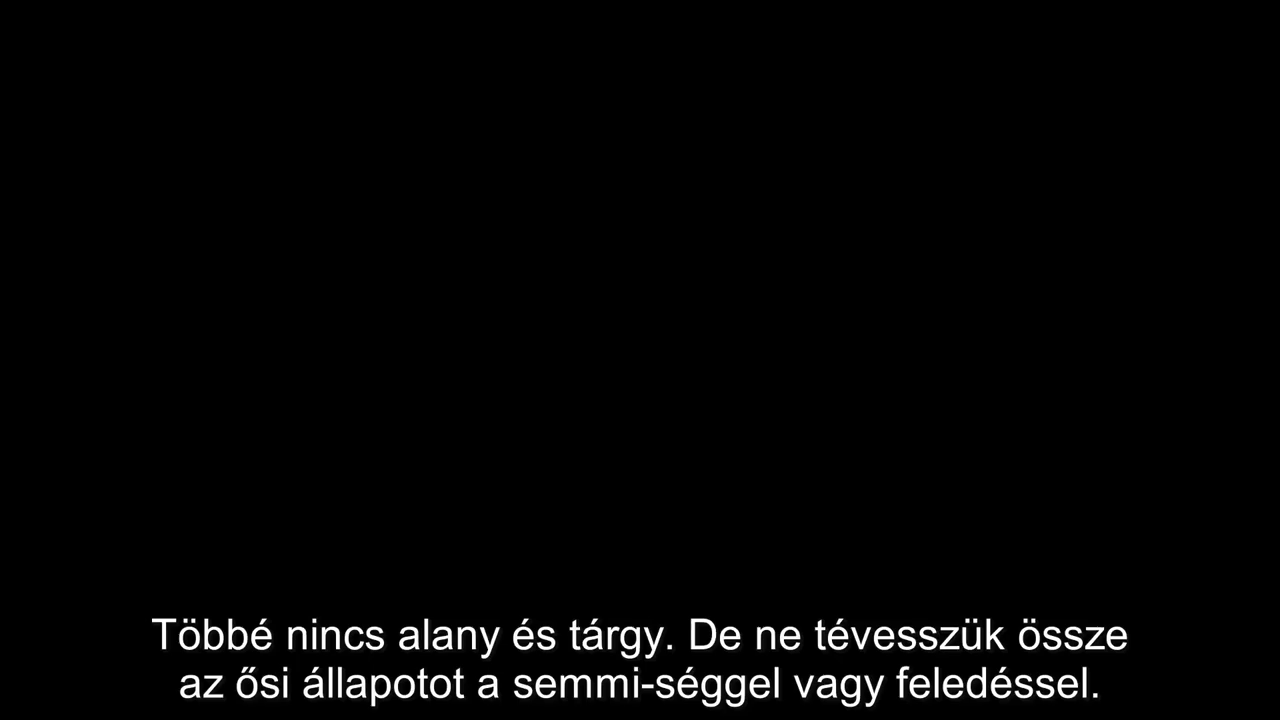 Többé nincs alany és tárgy. De ne tévesszük össze
az ősi állapotot a semmi-séggel vagy feledéssel.